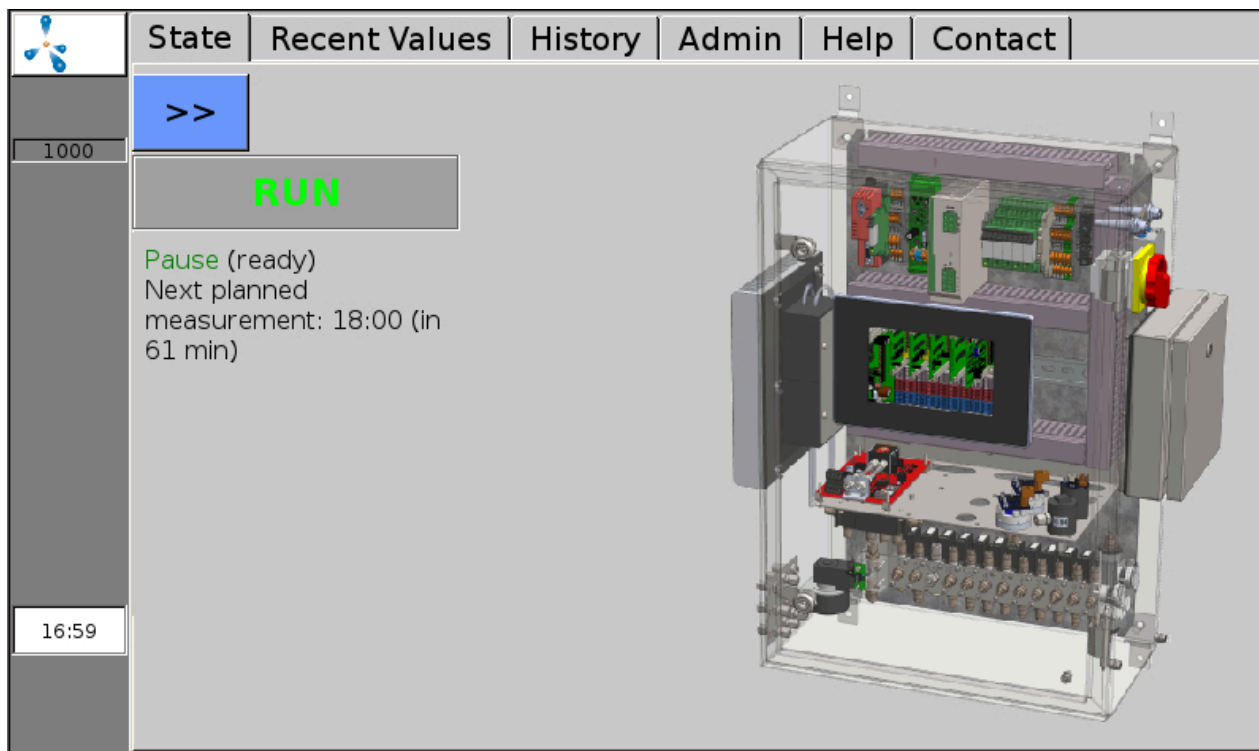 State
Recent Values
History
Admin
Help
Contact
>>
1000
RUN
Pause (ready)
Next planned
measurement: 18:00 (in
61 min)
16:59